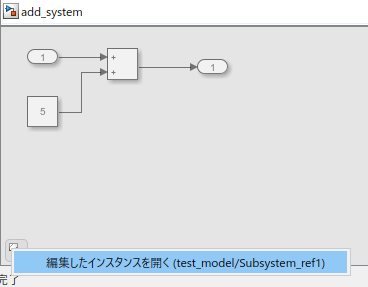 add_system
1
+
+
1
5
編集したインスタンスを開く (test_model/Subsystem_ref1)
完了